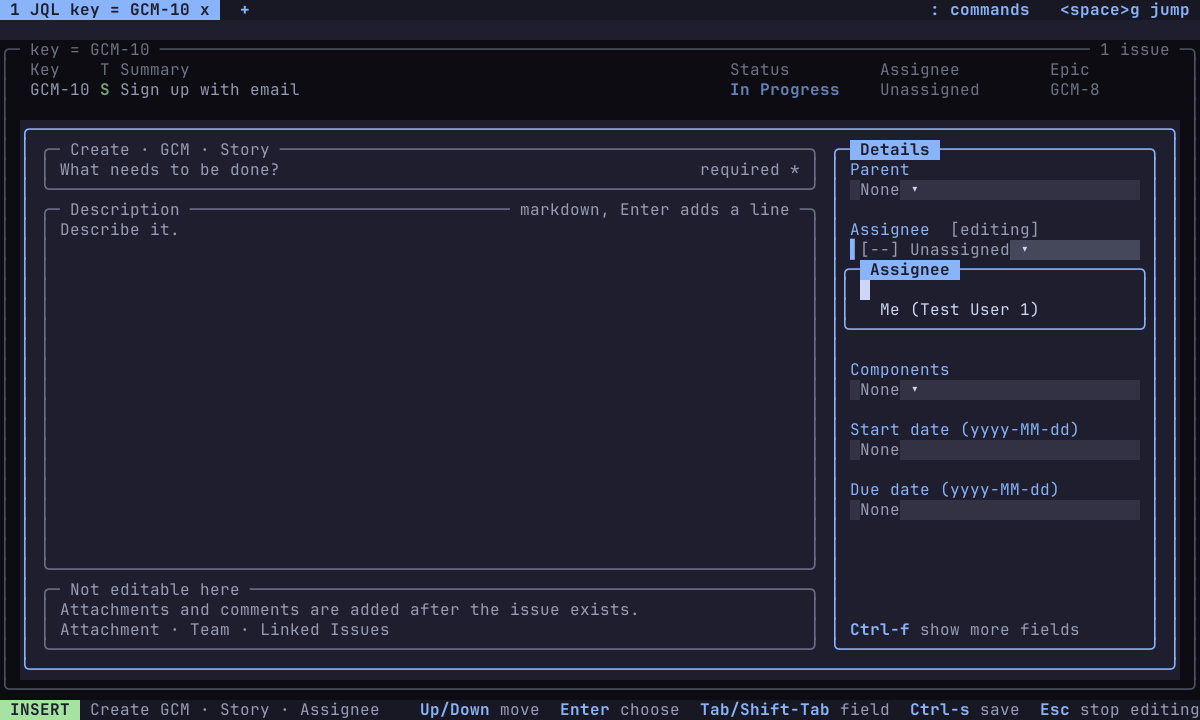 1 JQL key = GCM-10 x + : commands <space>g jump
key = GCM-10 1 issue
Key T Summary Status Assignee Epic
GCM-10 S Sign up with email In Progress Unassigned GCM-8
Create · GCM · Story
What needs to be done? required *
Description markdown, Enter adds a line
Describe it.
Not editable here
Attachments and comments are added after the issue exists.
Attachment · Team · Linked Issues
Details
Parent
None ▾
Assignee [editing]
[--] Unassigned ▾
Assignee
Me (Test User 1)
Components
None ▾
Start date (yyyy-MM-dd)
None
Due date (yyyy-MM-dd)
None
Ctrl-f show more fields
INSERT Create GCM · Story · Assignee Up/Down move Enter choose Tab/Shift-Tab field Ctrl-s save Esc stop editing